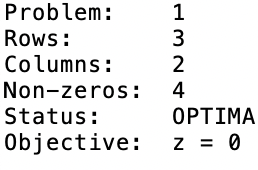 Problem: 1
Rows: 3
Columns: 2
Non-zeros: 4
Status: OPTIMA
Objective: z = 0